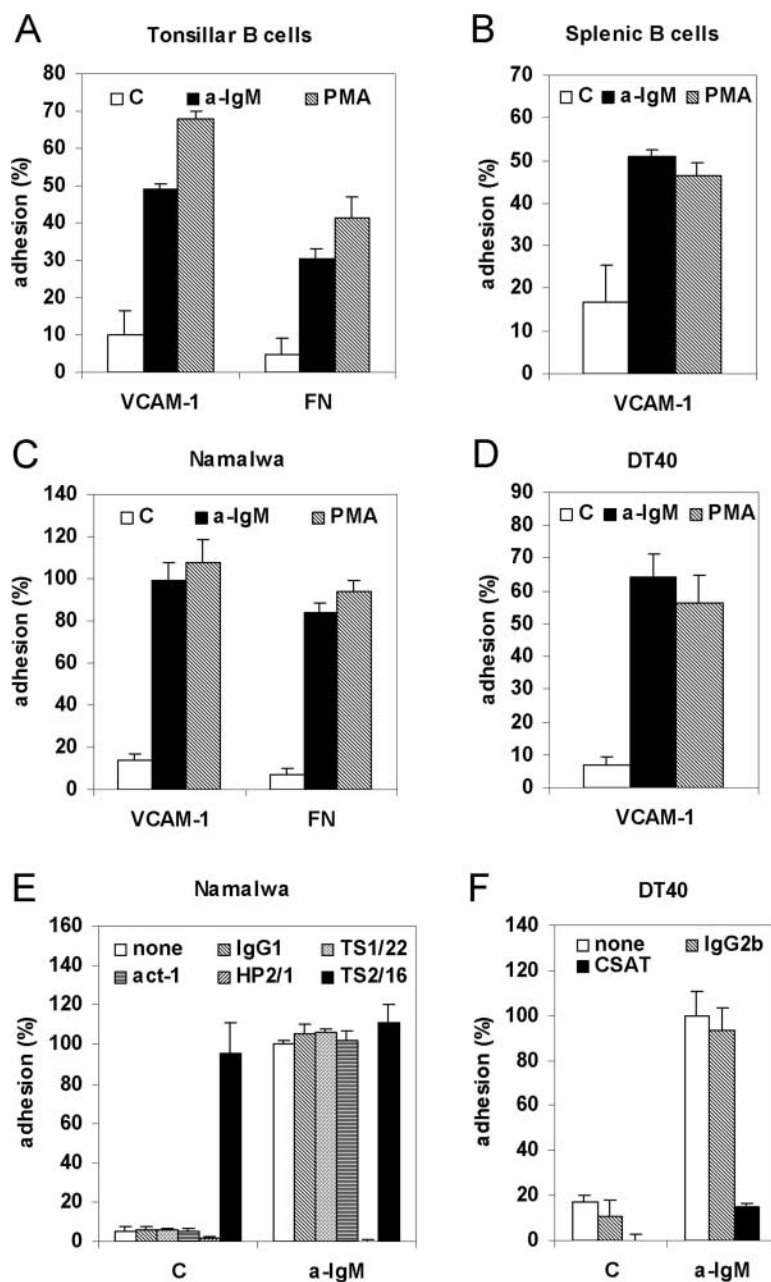 A
Tonsillar B cells
80
70
60
50
40
30
20
10
0
adhesion (%)
C a-IgM PMA
VCAM-1 FN
B
Splenic B cells
70
60
50
40
30
20
10
0
adhesion (%)
C a-IgM PMA
VCAM-1
C
Namalwa
140
120
100
80
60
40
20
0
adhesion (%)
C a-IgM PMA
VCAM-1 FN
D
DT40
90
80
70
60
50
40
30
20
10
0
adhesion (%)
C a-IgM PMA
VCAM-1
E
Namalwa
160
140
120
100
80
60
40
20
0
adhesion (%)
none IgG1 TS1/22
act-1 HP2/1 TS2/16
C a-IgM
F
DT40
140
120
100
80
60
40
20
0
adhesion (%)
none IgG2b
CSAT
C a-IgM